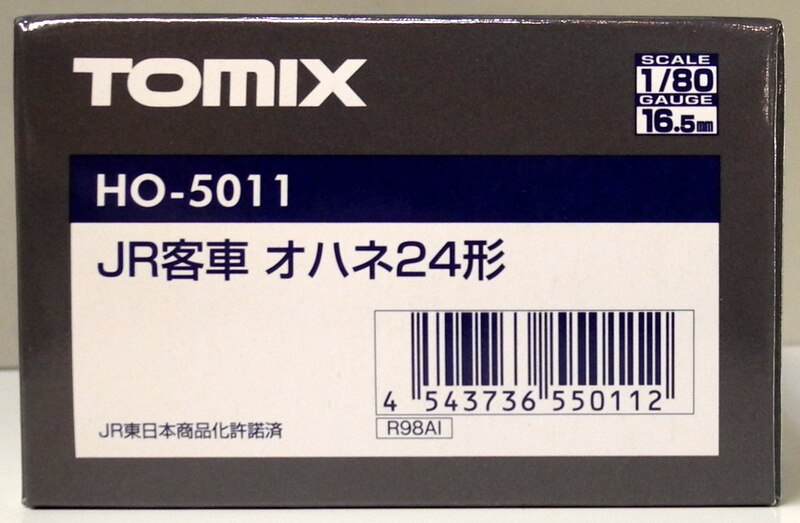 TOMIX
SCALE
1/80
GAUGE
16.5mm
HO-5011
JR客車 オハネ24形
4 543736 550112
JR東日本商品化許諾済
R98AI